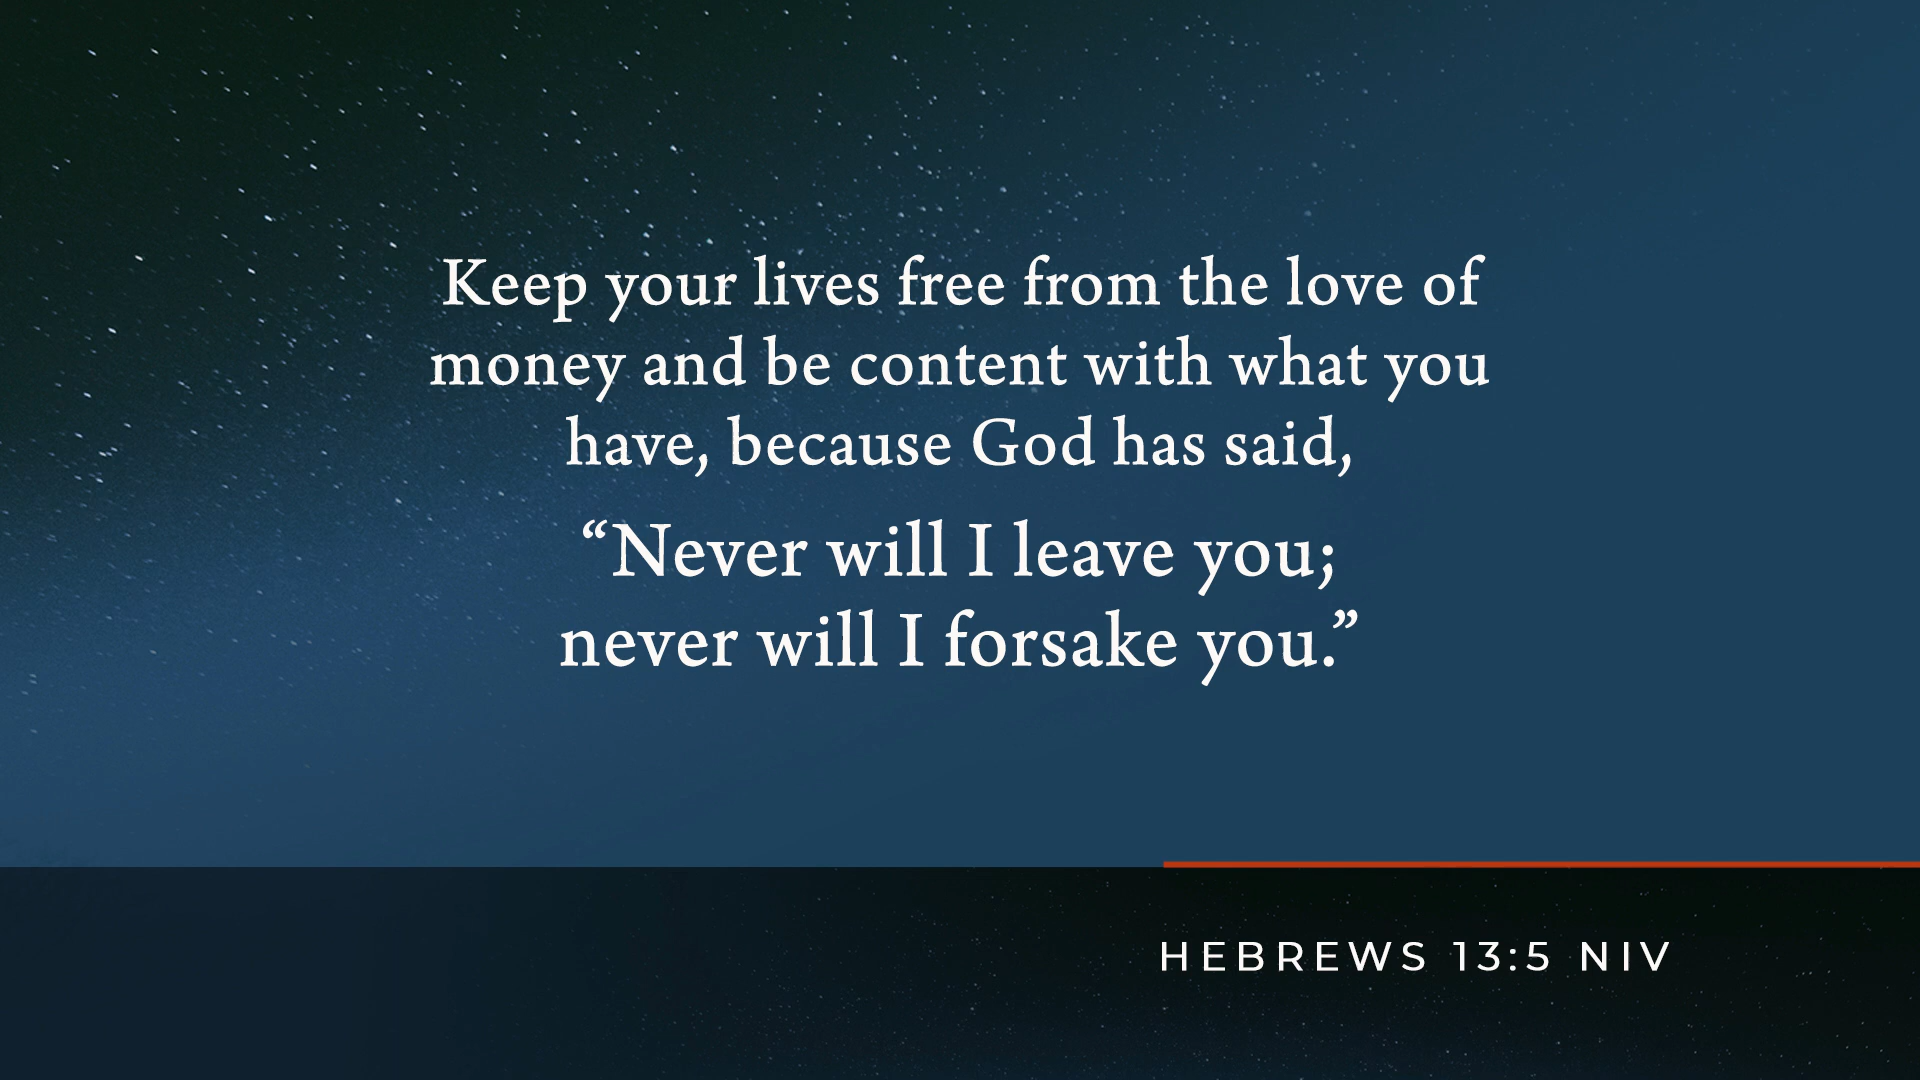 Keep your lives free from the love of
money and be content with what you
have, because God has said,
“Never will I leave you;
never will I forsake you.”
HEBREWS 13:5 NIV